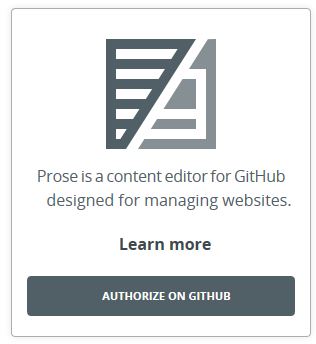 Prose is a content editor for GitHub
designed for managing websites.
Learn more
AUTHORIZE ON GITHUB